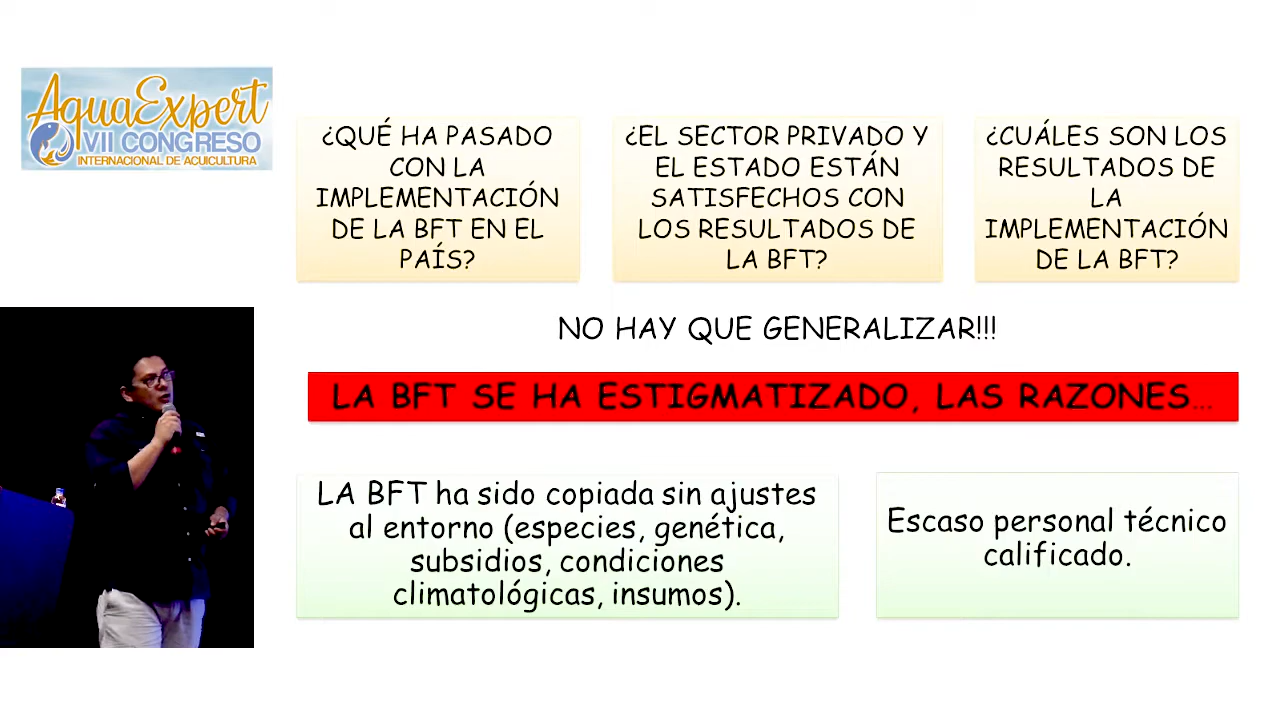 AquaExpert
VII CONGRESO
INTERNACIONAL DE ACUICULTURA
¿QUÉ HA PASADO
CON LA
IMPLEMENTACIÓN
DE LA BFT EN EL
PAÍS?
¿EL SECTOR PRIVADO Y
EL ESTADO ESTÁN
SATISFECHOS CON
LOS RESULTADOS DE
LA BFT?
¿CUÁLES SON LOS
RESULTADOS DE
LA
IMPLEMENTACIÓN
DE LA BFT?
NO HAY QUE GENERALIZAR!!!
LA BFT SE HA ESTIGMATIZADO, LAS RAZONES...
LA BFT ha sido copiada sin ajustes
al entorno (especies, genética,
subsidios, condiciones
climatológicas, insumos).
Escaso personal técnico
calificado.